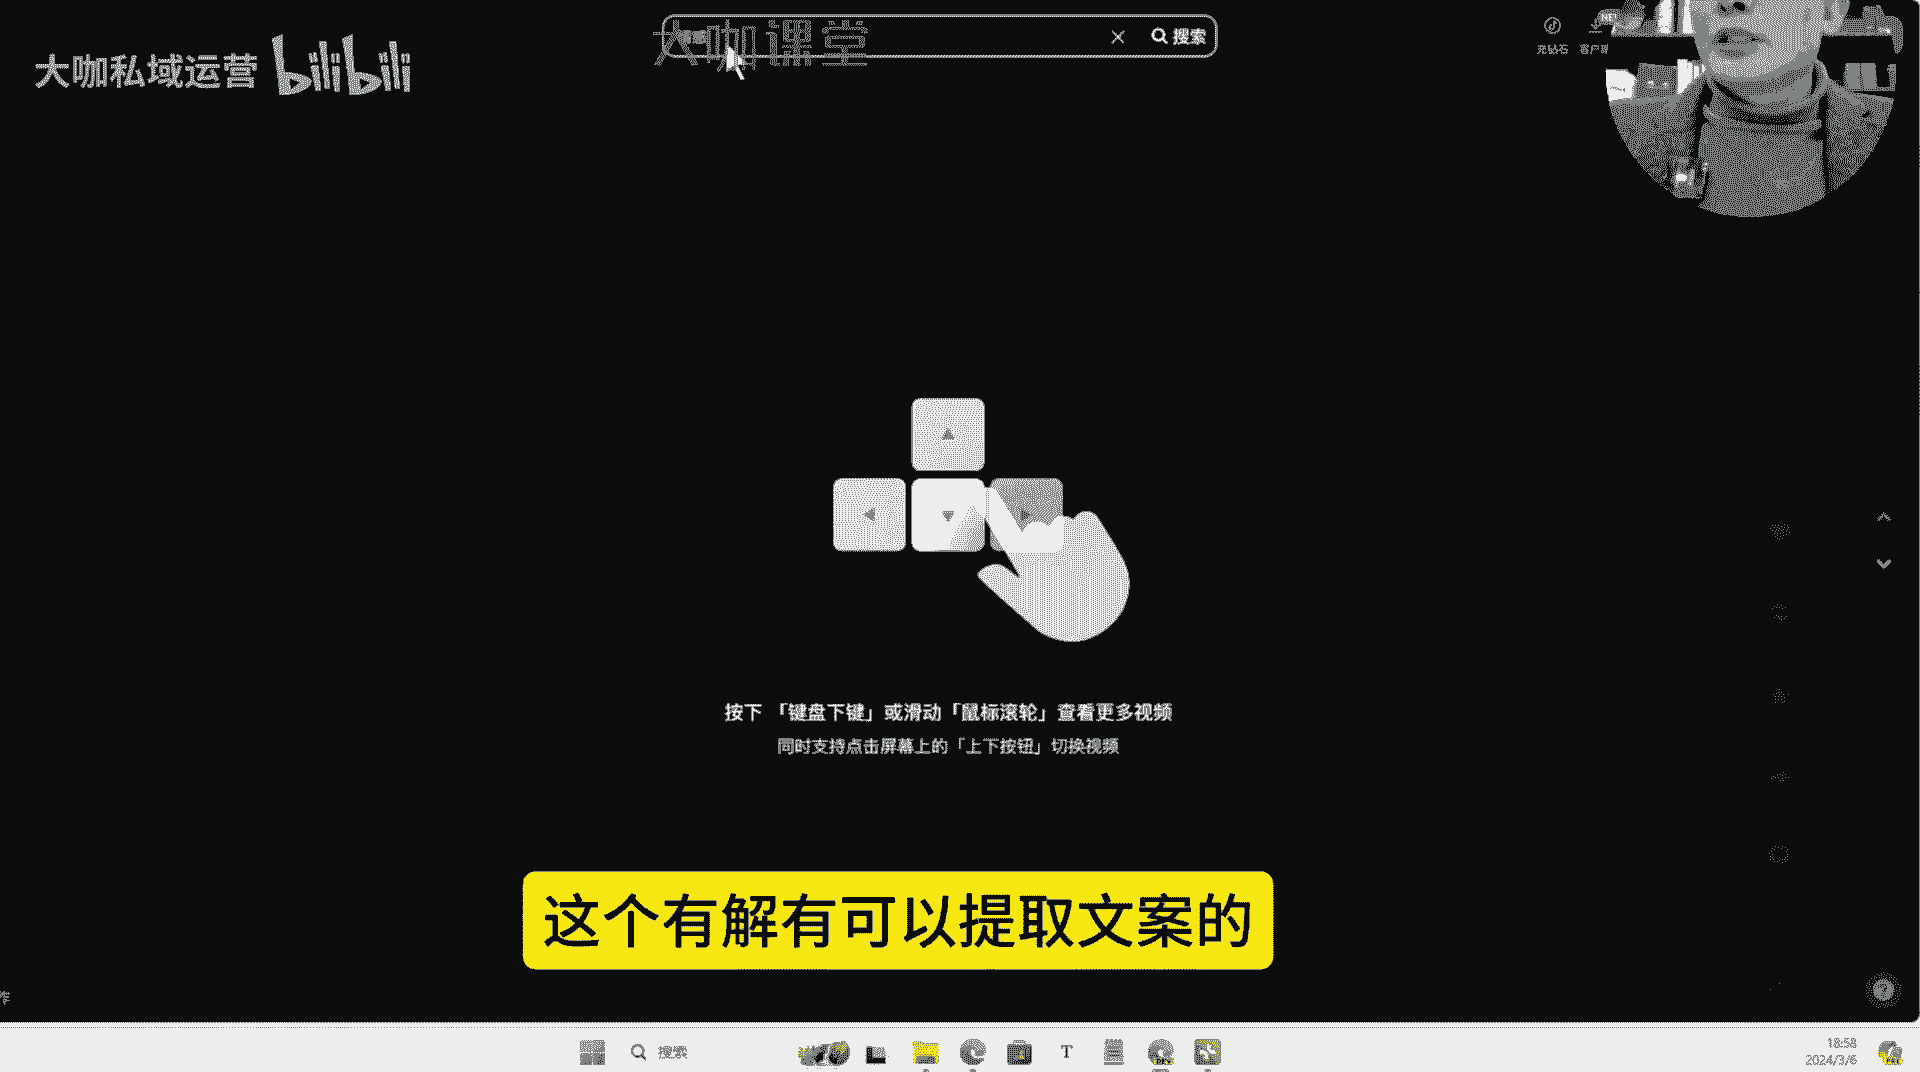 大咖私域运营 bilibili
大咖课堂
搜索
充钻石
NEW
按下 「键盘下键」或滑动「鼠标滚轮」查看更多视频
同时支持点击屏幕上的「上下按钮」切换视频
这个有解有可以提取文案的
作
搜索
T
18:58
2024/3/6